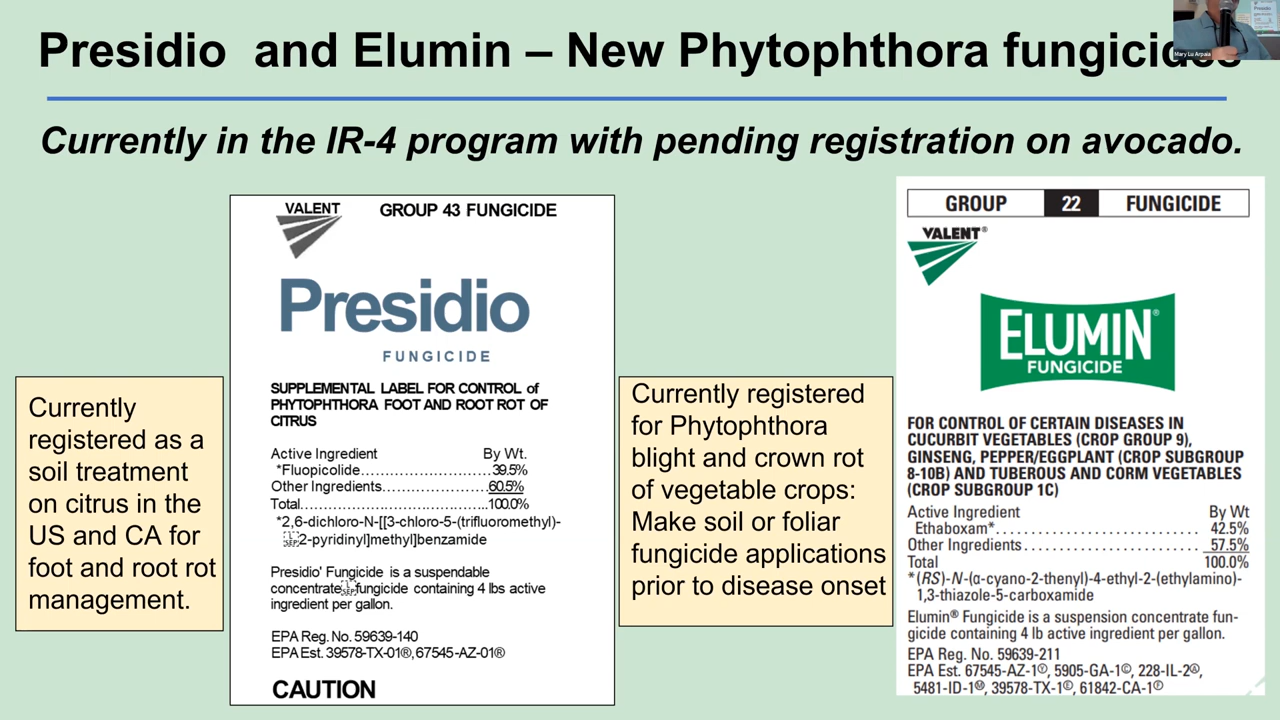 Presidio and Elumin – New Phytophthora fungicides
Mary Lu Arpaia
Currently in the IR-4 program with pending registration on avocado.
Currently
registered as a
soil treatment
on citrus in the
US and CA for
foot and root rot
management.
VALENT
GROUP 43 FUNGICIDE
Presidio
FUNGICIDE
SUPPLEMENTAL LABEL FOR CONTROL of
PHYTOPHTHORA FOOT AND ROOT ROT OF
CITRUS
Active Ingredient By Wt.
*Fluopicolide...........................39.5%
Other Ingredients.......................60.5%
Total.......................................100.0%
*2,6-dichloro-N-[[3-chloro-5-(trifluoromethyl)-
2-pyridinyl]methyl]benzamide
Presidio' Fungicide is a suspendable
concentrate fungicide containing 4 lbs active
ingredient per gallon.
EPA Reg. No. 59639-140
EPA Est. 39578-TX-01®, 67545-AZ-01®
CAUTION
Currently registered
for Phytophthora
blight and crown rot
of vegetable crops:
Make soil or foliar
fungicide applications
prior to disease onset
GROUP 22 FUNGICIDE
VALENT®
ELUMIN®
FUNGICIDE
FOR CONTROL OF CERTAIN DISEASES IN
CUCURBIT VEGETABLES (CROP GROUP 9),
GINSENG, PEPPER/EGGPLANT (CROP SUBGROUP
8-10B) AND TUBEROUS AND CORM VEGETABLES
(CROP SUBGROUP 1C)
Active Ingredient By Wt
Ethaboxam*................................ 42.5%
Other Ingredients........................... 57.5%
Total 100.0%
*(RS)-N-(α-cyano-2-thenyl)-4-ethyl-2-(ethylamino)-
1,3-thiazole-5-carboxamide
Elumin® Fungicide is a suspension concentrate fun-
gicide containing 4 lb active ingredient per gallon.
EPA Reg. No. 59639-211
EPA Est. 67545-AZ-1Ⓨ, 5905-GA-1Ⓒ, 228-IL-2Ⓐ,
5481-ID-1Ⓜ, 39578-TX-1Ⓔ, 61842-CA-1Ⓕ